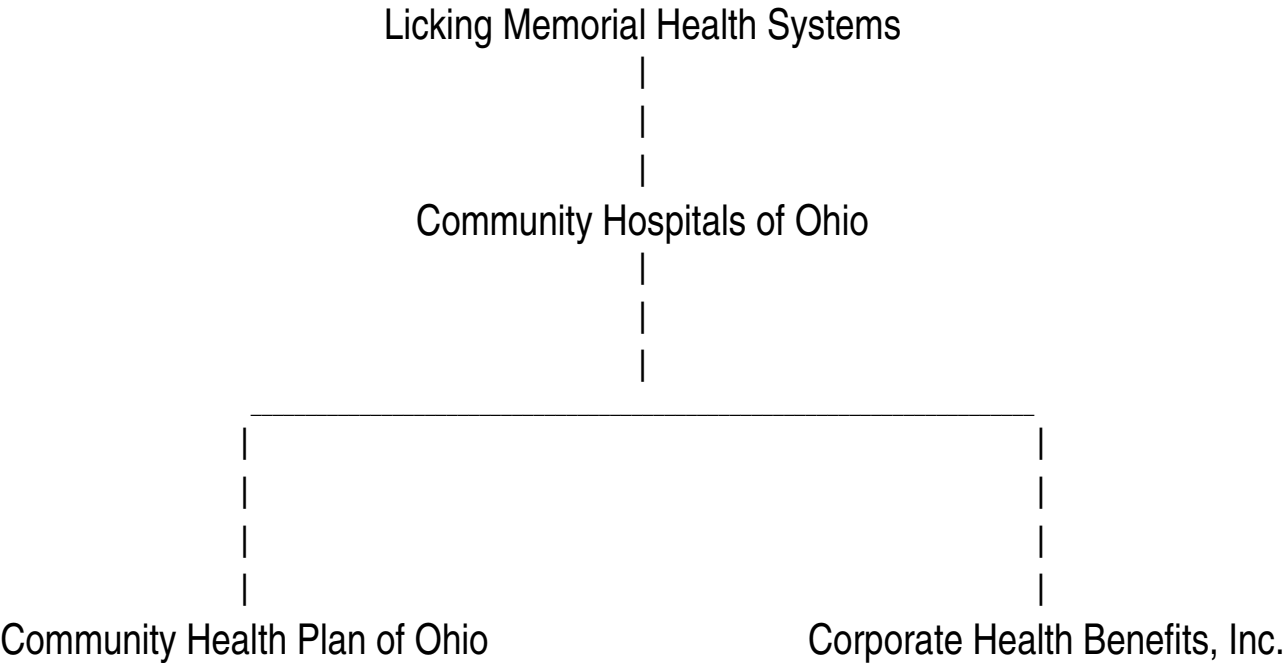 Licking Memorial Health Systems
Community Hospitals of Ohio
Community Health Plan of Ohio
Corporate Health Benefits, Inc.